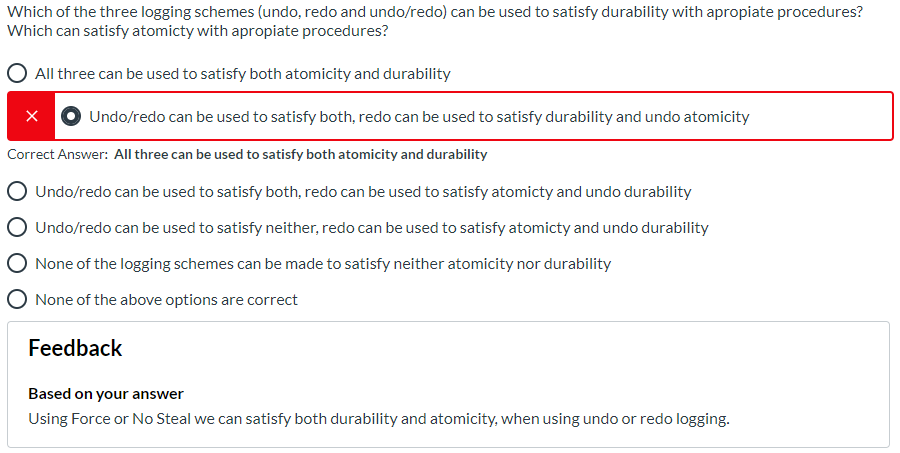 Which of the three logging schemes (undo, redo and undo/redo) can be used to satisfy durability with apropiate procedures?
Which can satisfy atomicty with apropiate procedures?
All three can be used to satisfy both atomicity and durability
Undo/redo can be used to satisfy both, redo can be used to satisfy durability and undo atomicity
Correct Answer: All three can be used to satisfy both atomicity and durability
Undo/redo can be used to satisfy both, redo can be used to satisfy atomicty and undo durability
Undo/redo can be used to satisfy neither, redo can be used to satisfy atomicty and undo durability
None of the logging schemes can be made to satisfy neither atomicity nor durability
None of the above options are correct
Feedback
Based on your answer
Using Force or No Steal we can satisfy both durability and atomicity, when using undo or redo logging.